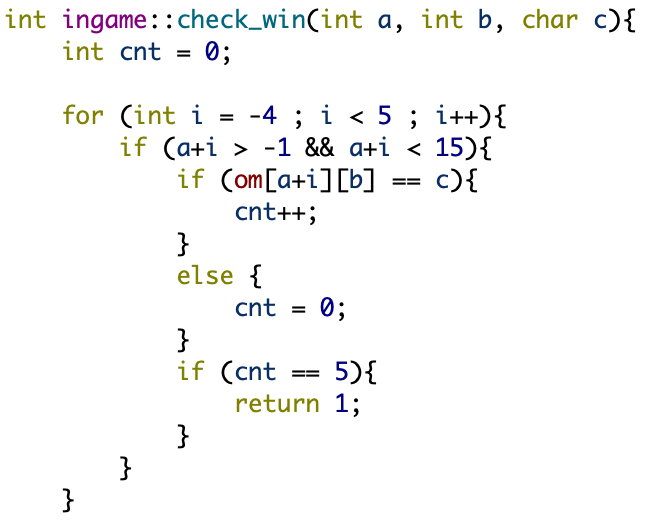 int ingame::check_win(int a, int b, char c){
    int cnt = 0;

    for (int i = -4 ; i < 5 ; i++){
        if (a+i > -1 && a+i < 15){
            if (om[a+i][b] == c){
                cnt++;
            }
            else {
                cnt = 0;
            }
            if (cnt == 5){
                return 1;
            }
        }
    }